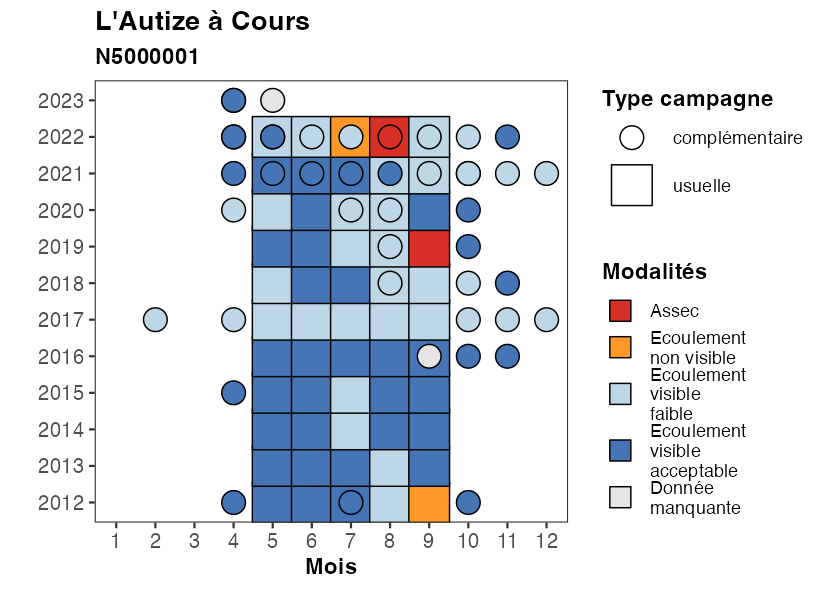 L'Autize à Cours
N5000001
2023
2022
2021
2020
2019
2018
2017
2016
2015
2014
2013
2012
1 2 3 4 5 6 7 8 9 10 11 12
Mois
Type campagne
complémentaire
usuelle
Modalités
Assec
Ecoulement
non visible
Ecoulement
visible
faible
Ecoulement
visible
acceptable
Donnée
manquante